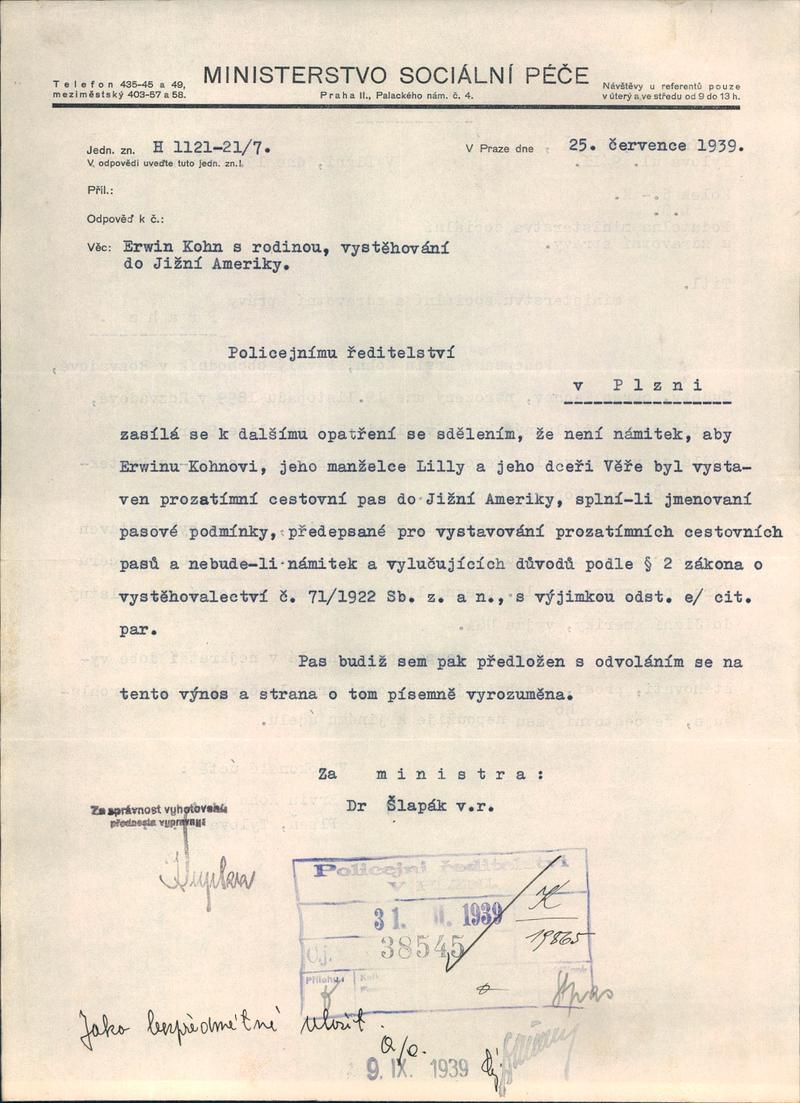 Telefon 435-45 a 49,
meziměstský 403-57 a 58.
MINISTERSTVO SOCIÁLNÍ PÉČE
Praha II., Palackého nám. č. 4.
Návštěvy u referentů pouze
v úterý a ve středu od 9 do 13 h.
Jedn. zn. H 1121-21/7.
V odpovědi uveďte tuto jedn. zn.!
V Praze dne 25. července 1939.
Příl.:
Odpověď k č.:
Věc: Erwin Kohn s rodinou, vystěhování
do Jižní Ameriky.
Policejnímu ředitelství
v Plzni
zasílá se k dalšímu opatření se sdělením, že není námitek, aby
Erwinu Kohnovi, jeho manželce Lilly a jeho dceři Věře byl vysta-
ven prozatímní cestovní pas do Jižní Ameriky, splní-li jmenovaní
pasové podmínky, předepsané pro vystavování prozatímních cestovních
pasů a nebude-li námitek a vylučujících důvodů podle § 2 zákona o
vystěhovalectví č. 71/1922 Sb. z. a n., s výjimkou odst. e/ cit.
par.
Pas budiž sem pak předložen s odvoláním se na
tento výnos a strana o tom písemně vyrozuměna.
Za ministra:
Dr Šlapák v.r.
Za správnost vyhotovení
přednosta výpravny:
Policejní ředitelství
V PLZNI.
31. 1939
K
19865
Čj. 38545
Přílohy
Jako bezpředmětné uložit.
a/a.
9. IX. 1939